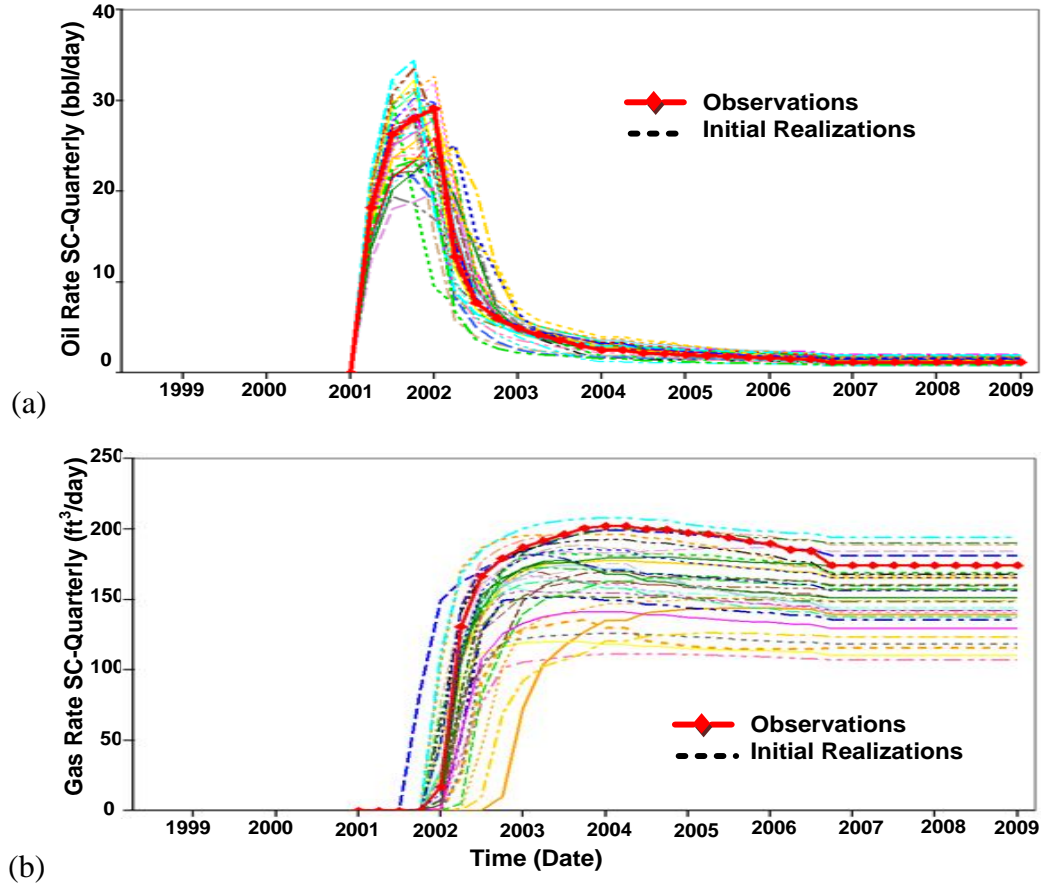 40
30
20
10
0
Oil Rate SC-Quarterly (bbl/day)
Observations
Initial Realizations
1999 2000 2001 2002 2003 2004 2005 2006 2007 2008 2009
(a)
250
200
150
100
50
0
Gas Rate SC-Quarterly (ft³/day)
Observations
Initial Realizations
1999 2000 2001 2002 2003 2004 2005 2006 2007 2008 2009
Time (Date)
(b)